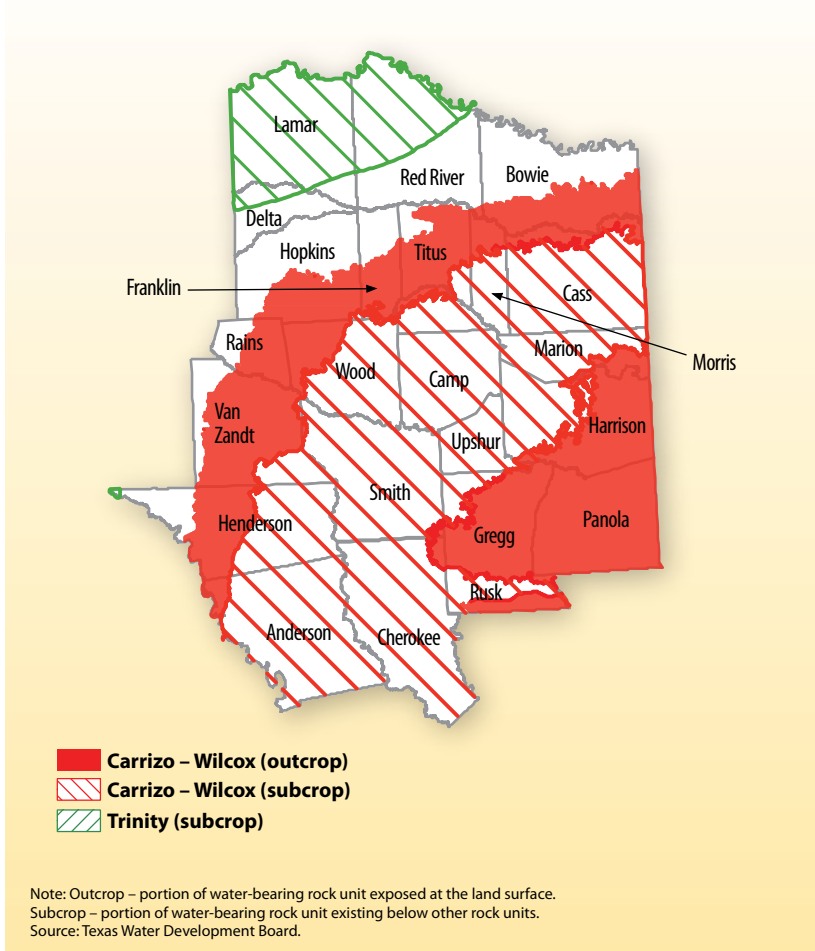 Lamar
Red River
Bowie
Delta
Hopkins
Titus
Franklin
Cass
Rains
Marion
Morris
Wood
Camp
Van
Zandt
Harrison
Upshur
Smith
Henderson
Gregg
Panola
Rusk
Anderson
Cherokee
Carrizo – Wilcox (outcrop)
Carrizo – Wilcox (subcrop)
Trinity (subcrop)
Note: Outcrop – portion of water-bearing rock unit exposed at the land surface.
Subcrop – portion of water-bearing rock unit existing below other rock units.
Source: Texas Water Development Board.